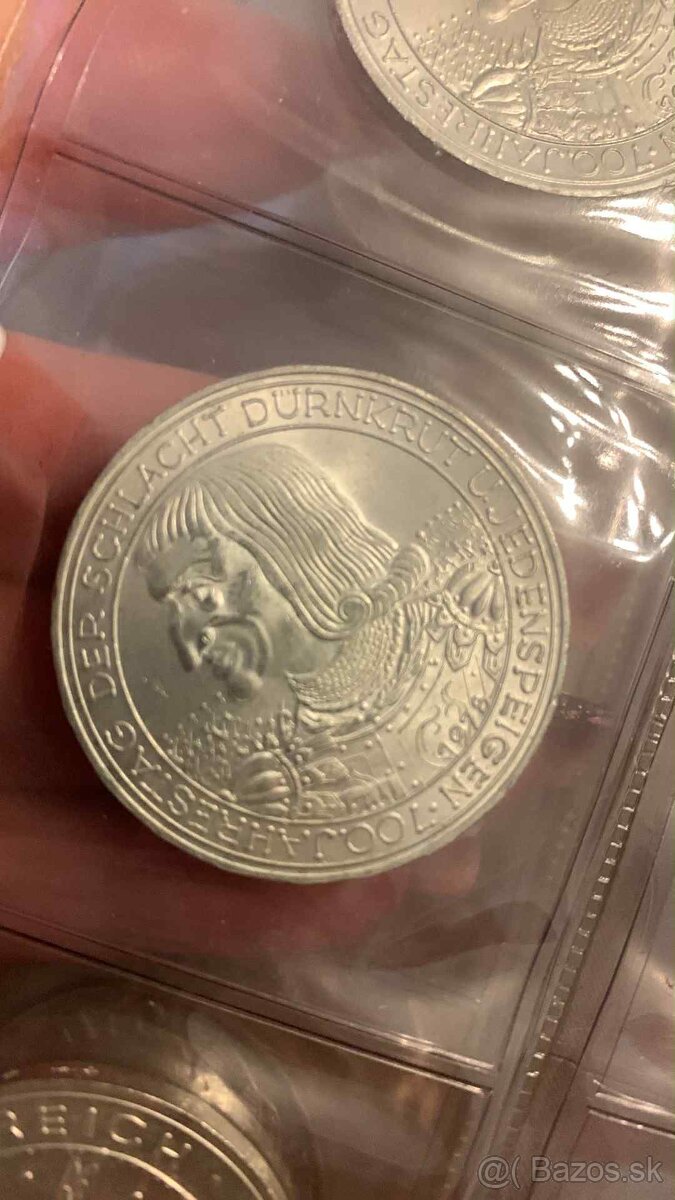 N · 700. JAHRESTAG
700. JAHRESTAG DER SCHLACHT DÜRNKRUT U. JEDENSPEIGEN ·
1978
REICH
@( Bazos.sk